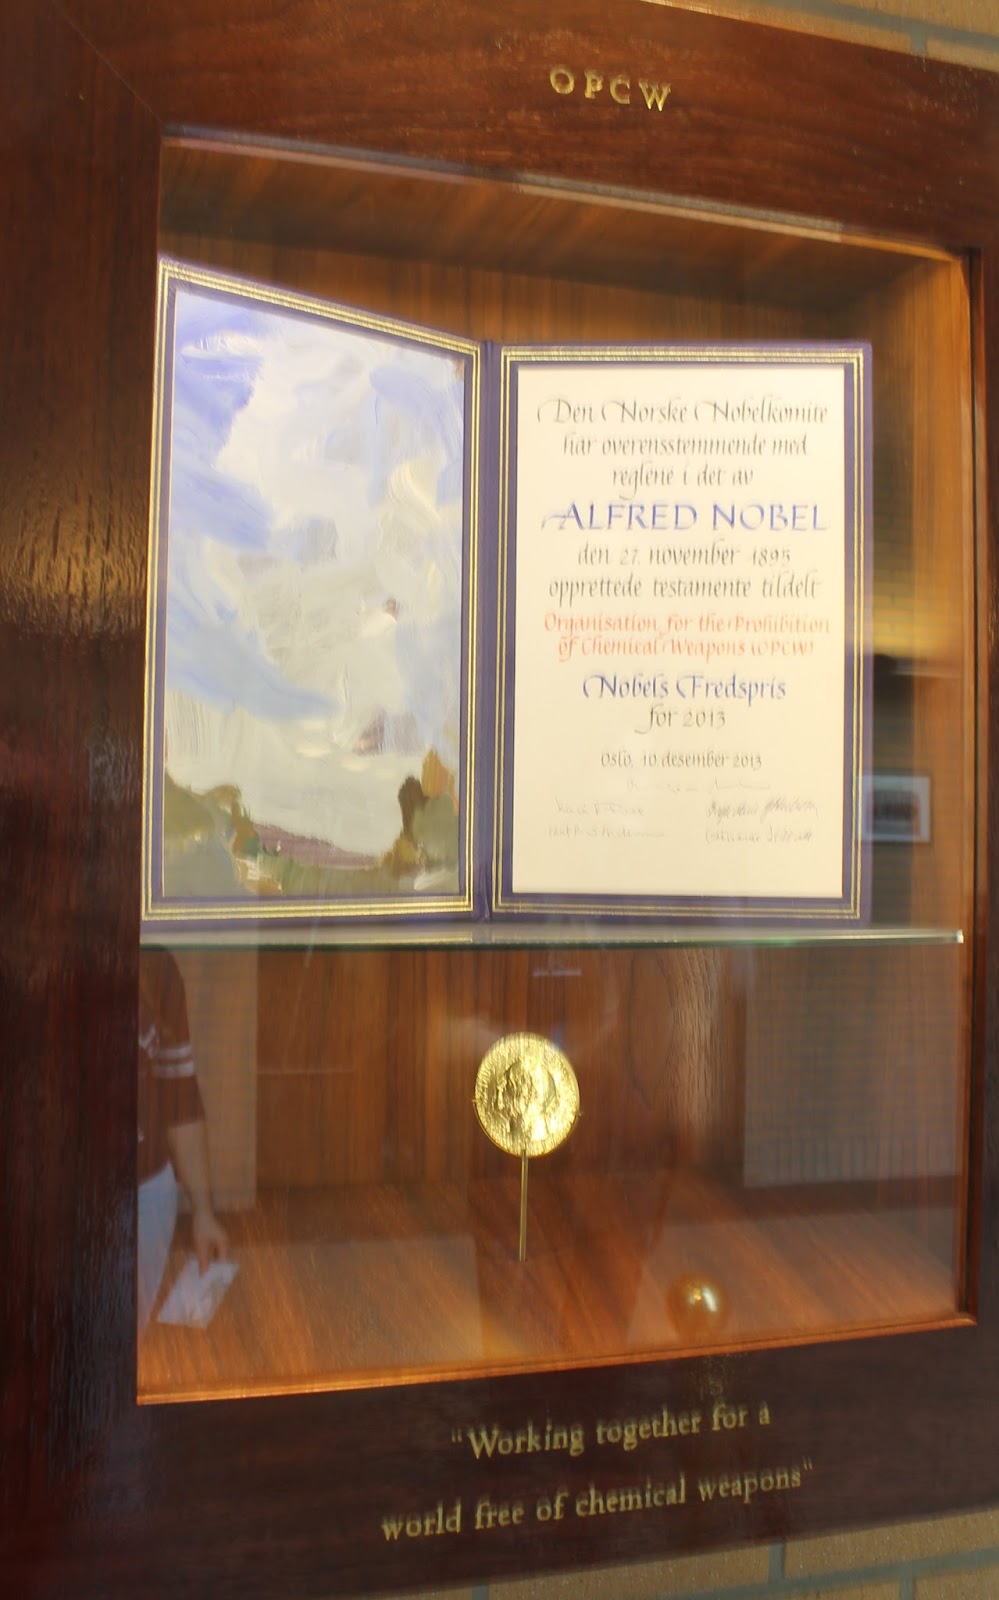 OPCW
Den Norske Nobelkomite
har overensstemmende med
reglene i det av
ALFRED NOBEL
den 27. november 1895
opprettede testamente tildelt
Organisation for the Prohibition
of Chemical Weapons (OPCW)
Nobels Fredspris
for 2013
Oslo, 10. desember 2013
"Working together for a
world free of chemical weapons"